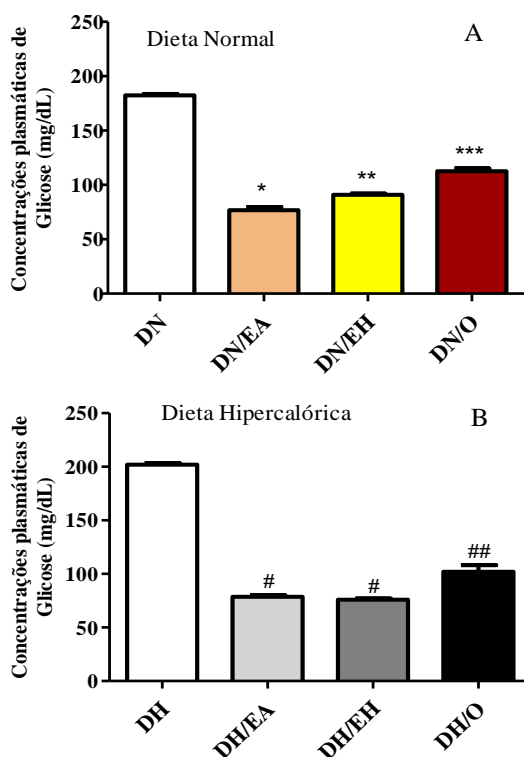 Dieta Normal
A
Concentrações plasmáticas de
Glicose (mg/dL)
250
200
150
100
50
0
*
**
***
DN
DN/EA
DN/EH
DN/O
Dieta Hipercalórica
B
Concentrações plasmáticas de
Glicose (mg/dL)
250
200
150
100
50
0
#
#
##
DH
DH/EA
DH/EH
DH/O